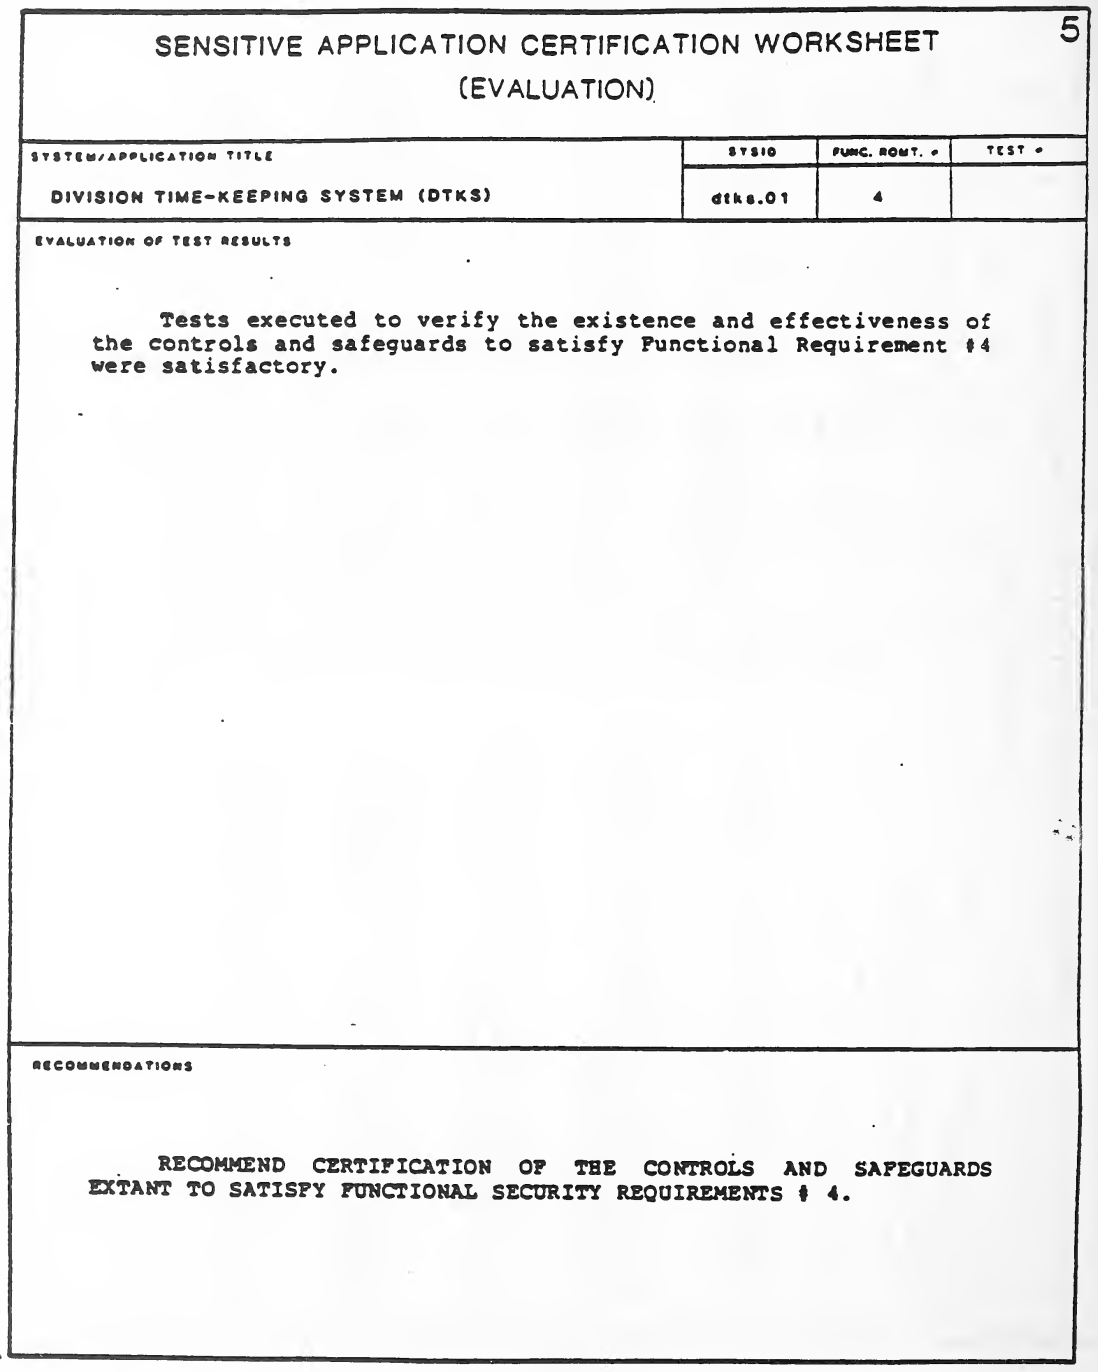 5
SENSITIVE APPLICATION CERTIFICATION WORKSHEET
(EVALUATION)
SYSTEM/APPLICATION TITLE
SYSID
FUNC. RQMT. #
TEST #
DIVISION TIME-KEEPING SYSTEM (DTKS)
dtks.01
4
EVALUATION OF TEST RESULTS
Tests executed to verify the existence and effectiveness of
the controls and safeguards to satisfy Functional Requirement #4
were satisfactory.
RECOMMENDATIONS
RECOMMEND CERTIFICATION OF THE CONTROLS AND SAFEGUARDS
EXTANT TO SATISFY FUNCTIONAL SECURITY REQUIREMENTS # 4.